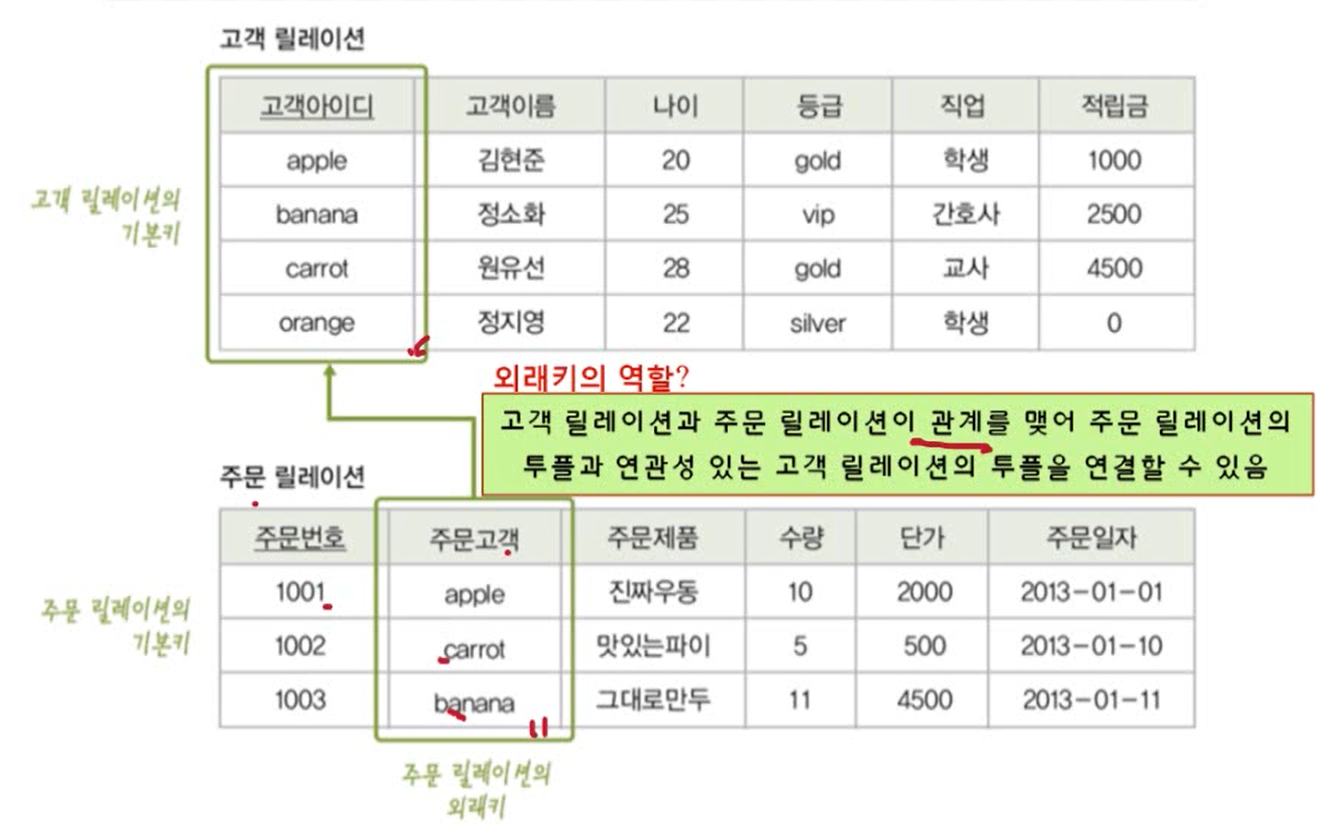 고객 릴레이션
고객아이디 고객이름 나이 등급 직업 적립금
apple 김현준 20 gold 학생 1000
고객 릴레이션의
기본키
banana 정소화 25 vip 간호사 2500
carrot 원유선 28 gold 교사 4500
orange 정지영 22 silver 학생 0
외래키의 역할?
고객 릴레이션과 주문 릴레이션이 관계를 맺어 주문 릴레이션의
투플과 연관성 있는 고객 릴레이션의 투플을 연결할 수 있음
주문 릴레이션
주문번호 주문고객 주문제품 수량 단가 주문일자
1001 apple 진짜우동 10 2000 2013-01-01
주문 릴레이션의
기본키
1002 carrot 맛있는파이 5 500 2013-01-10
1003 banana 그대로만두 11 4500 2013-01-11
주문 릴레이션의
외래키